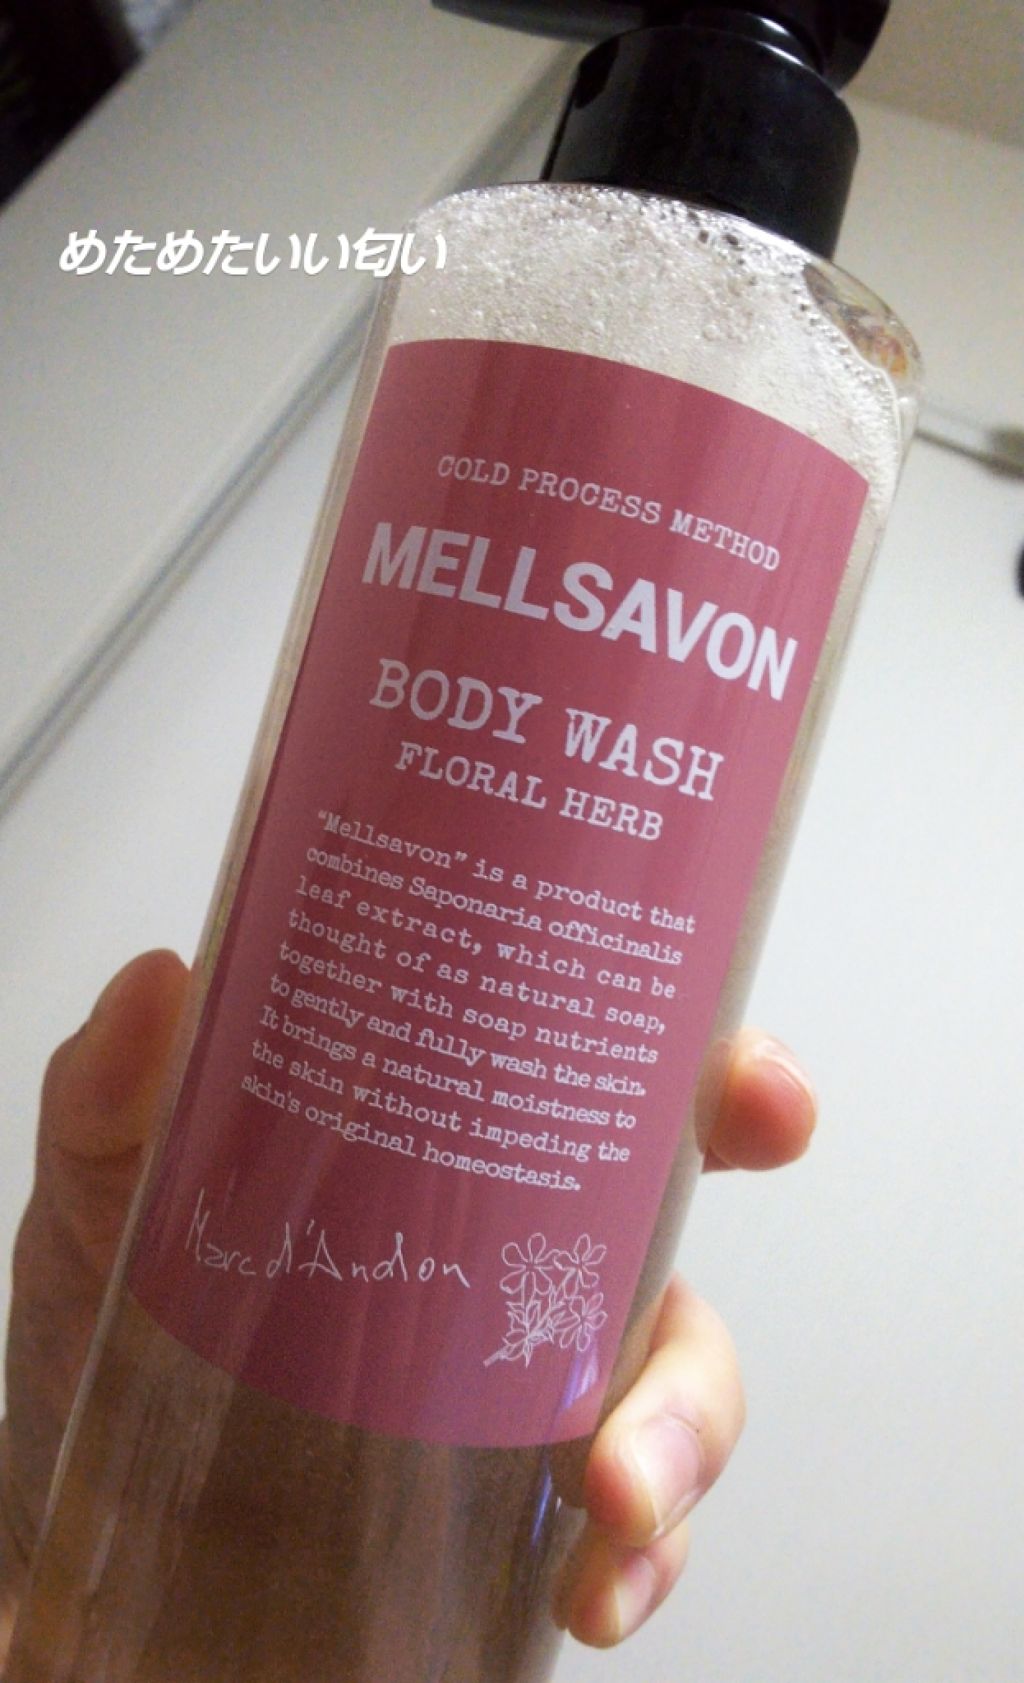 めためたいい匂い
COLD PROCESS METHOD
MELLSAVON
BODY WASH
FLORAL HERB
“Mellsavon” is a product that
combines Saponaria officinalis
leaf extract, which can be
thought of as natural soap,
together with soap nutrients
to gently and fully wash the skin.
It brings a natural moistness to
the skin without impeding the
skin's original homeostasis.
Marc d'Andlon